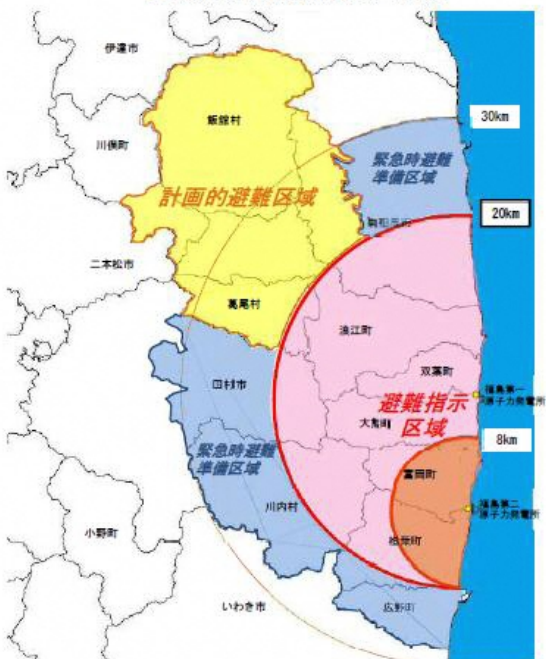 伊達市
飯舘村
川俣町
30km
緊急時避難
準備区域
計画的避難区域
20km
南相馬市
二本松市
葛尾村
浪江町
田村市
双葉町
福島第一
原子力発電所
避難指示
区域
大熊町
8km
緊急時避難
準備区域
富岡町
川内村
福島第二
原子力発電所
小野町
楢葉町
いわき市
広野町